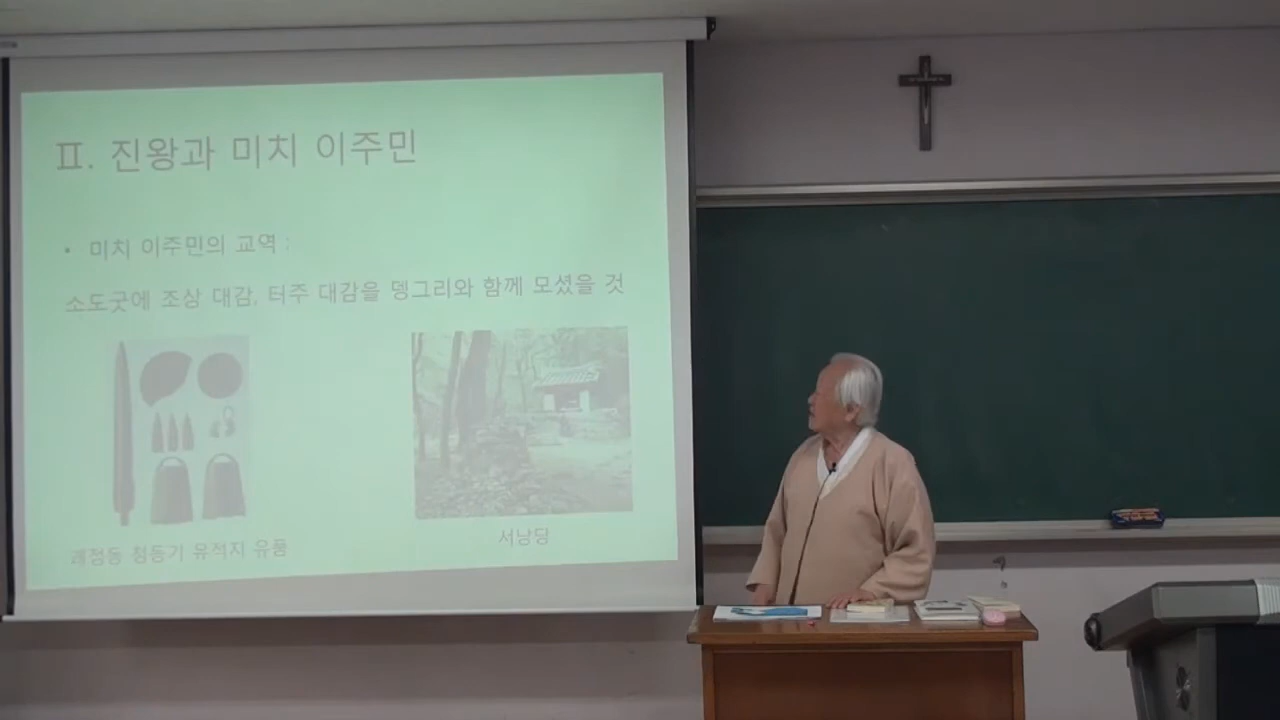 Ⅱ. 진왕과 미치 이주민
• 미치 이주민의 교역 :
소도굿에 조상 대감, 터주 대감을 뎅그리와 함께 모셨을 것
괴정동 청동기 유적지 유품
서낭딩